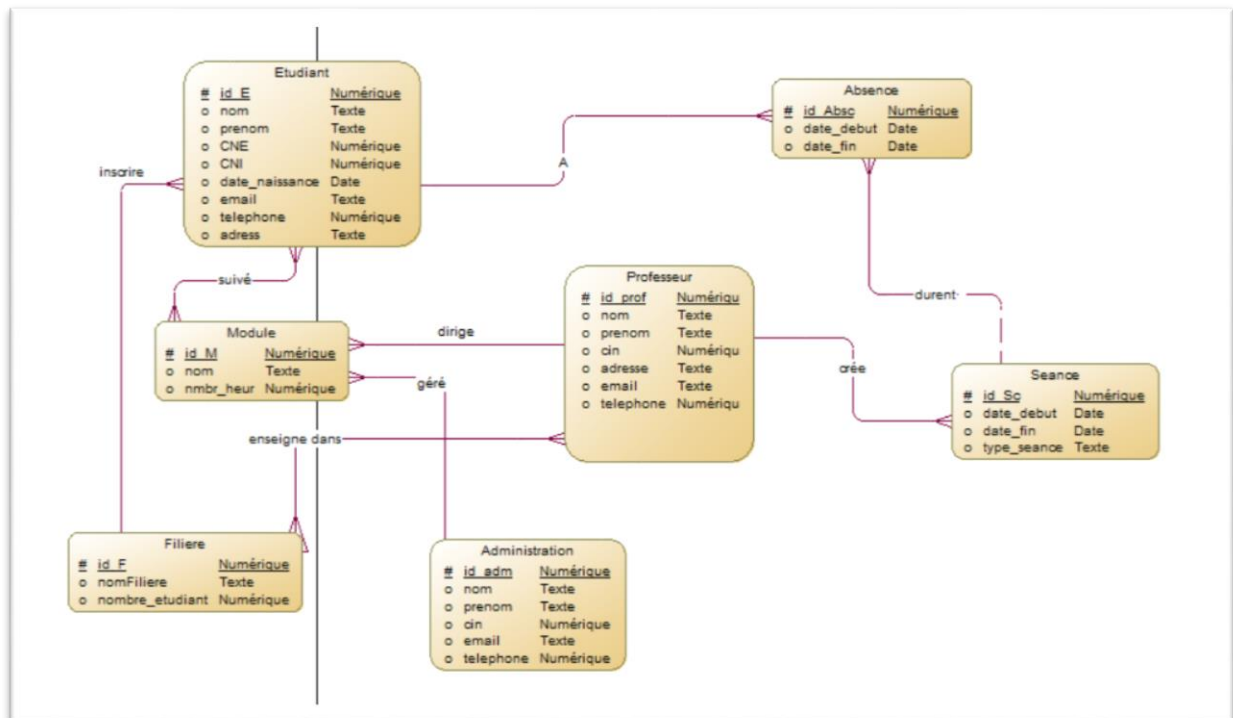 Etudiant
# id_E Numérique
o nom Texte
o prenom Texte
o CNE Numérique
o CNI Numérique
o date_naissance Date
o email Texte
o telephone Numérique
o adress Texte
Absence
# id_Absc Numérique
o date_debut Date
o date_fin Date
A
inscrire
suivé
Module
# id_M Numérique
o nom Texte
o nmbr_heur Numérique
dirige
géré
enseigne dans
Professeur
# id_prof Numériqu
o nom Texte
o prenom Texte
o cin Numériqu
o adresse Texte
o email Texte
o telephone Numériqu
durent
crée
Seance
# id_Sc Numérique
o date_debut Date
o date_fin Date
o type_seance Texte
Filiere
# id_F Numérique
o nomFiliere Texte
o nombre_etudiant Numérique
Administration
# id_adm Numérique
o nom Texte
o prenom Texte
o cin Numérique
o email Texte
o telephone Numérique